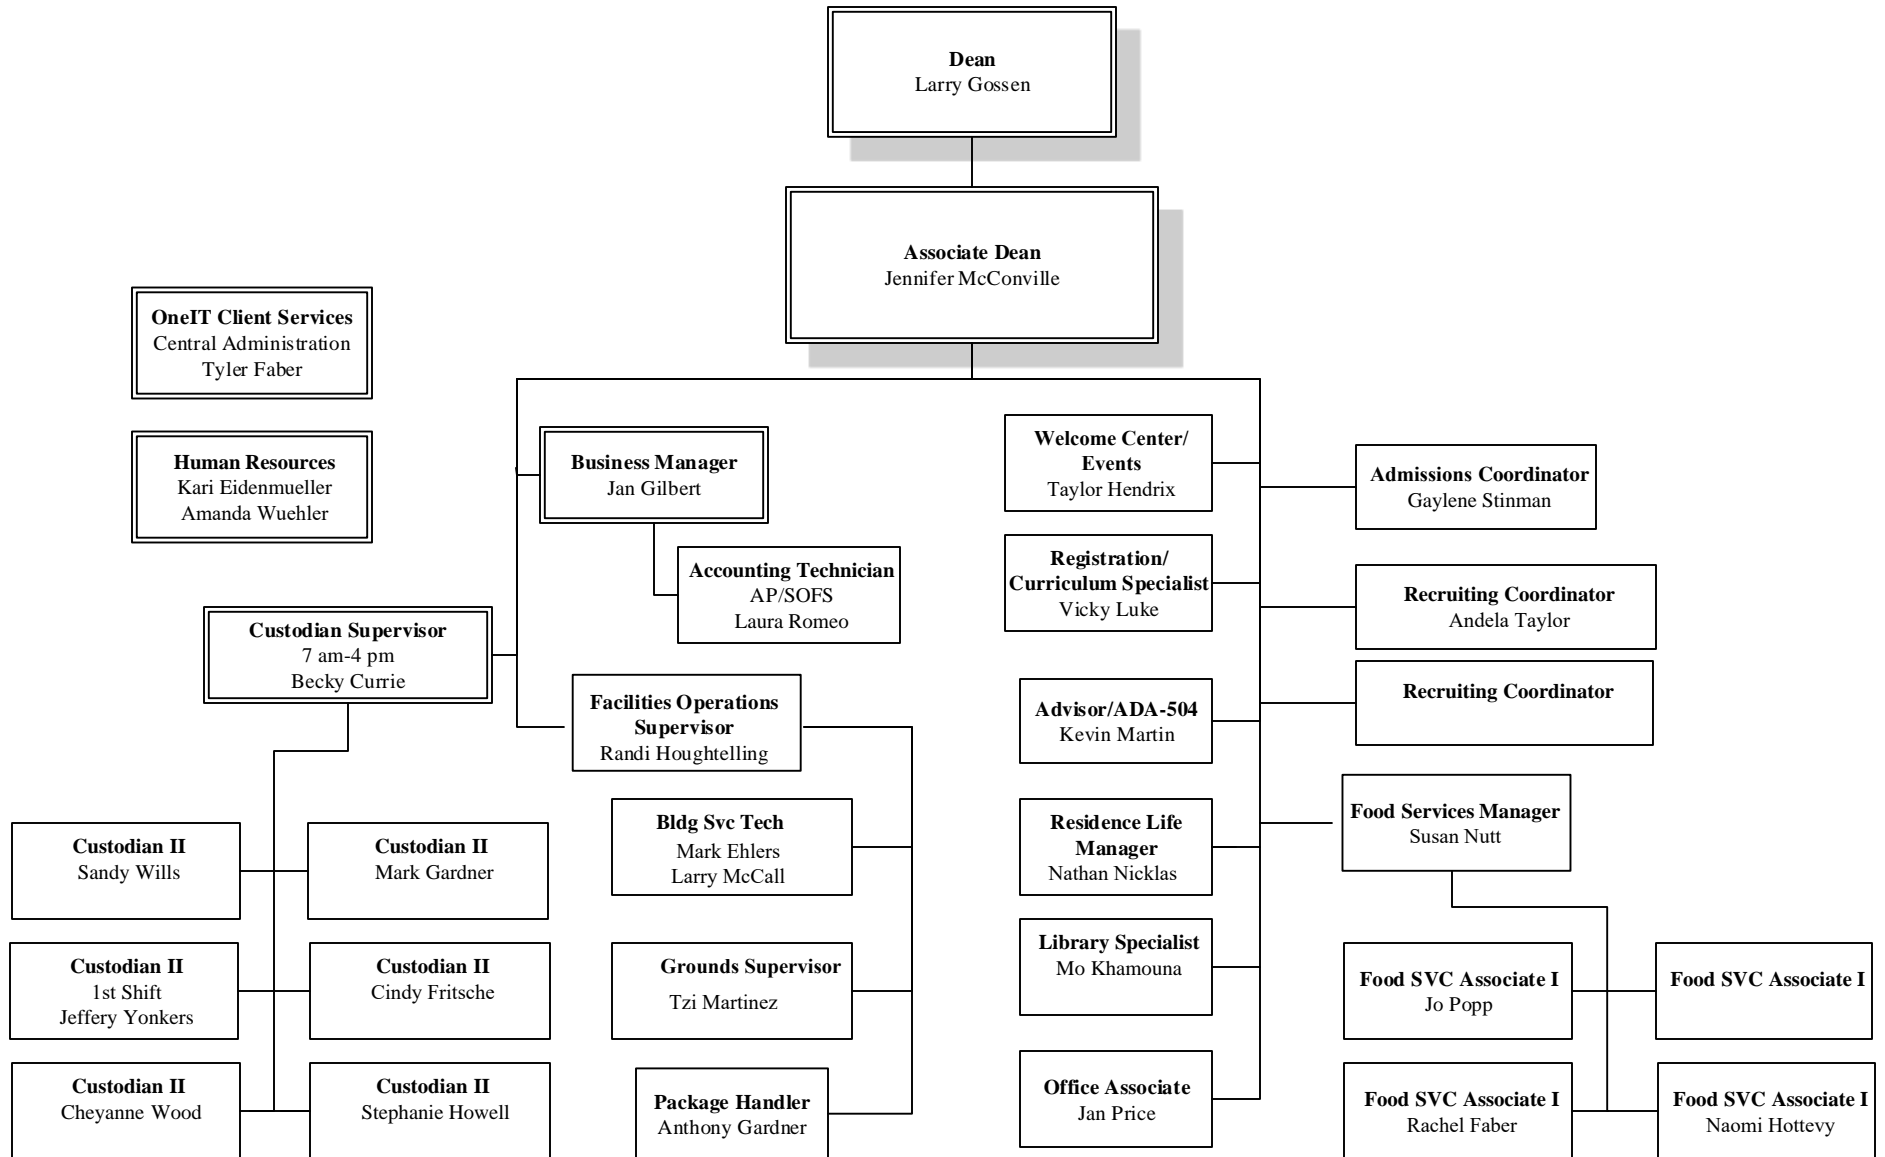 Dean
Larry Gossen
Associate Dean
Jennifer McConville
OneIT Client Services
Central Administration
Tyler Faber
Human Resources
Kari Eidenmueller
Amanda Wuehler
Business Manager
Jan Gilbert
Accounting Technician
AP/SOFS
Laura Romeo
Custodian Supervisor
7 am-4 pm
Becky Currie
Facilities Operations
Supervisor
Randi Houghtelling
Custodian II
Sandy Wills
Custodian II
Mark Gardner
Custodian II
1st Shift
Jeffery Yonkers
Custodian II
Cindy Fritsche
Custodian II
Cheyanne Wood
Custodian II
Stephanie Howell
Bldg Svc Tech
Mark Ehlers
Larry McCall
Grounds Supervisor
Tzi Martinez
Package Handler
Anthony Gardner
Welcome Center/
Events
Taylor Hendrix
Registration/
Curriculum Specialist
Vicky Luke
Advisor/ADA-504
Kevin Martin
Residence Life
Manager
Nathan Nicklas
Library Specialist
Mo Khamouna
Office Associate
Jan Price
Admissions Coordinator
Gaylene Stinman
Recruiting Coordinator
Andela Taylor
Recruiting Coordinator
Food Services Manager
Susan Nutt
Food SVC Associate I
Jo Popp
Food SVC Associate I
Food SVC Associate I
Rachel Faber
Food SVC Associate I
Naomi Hottevy